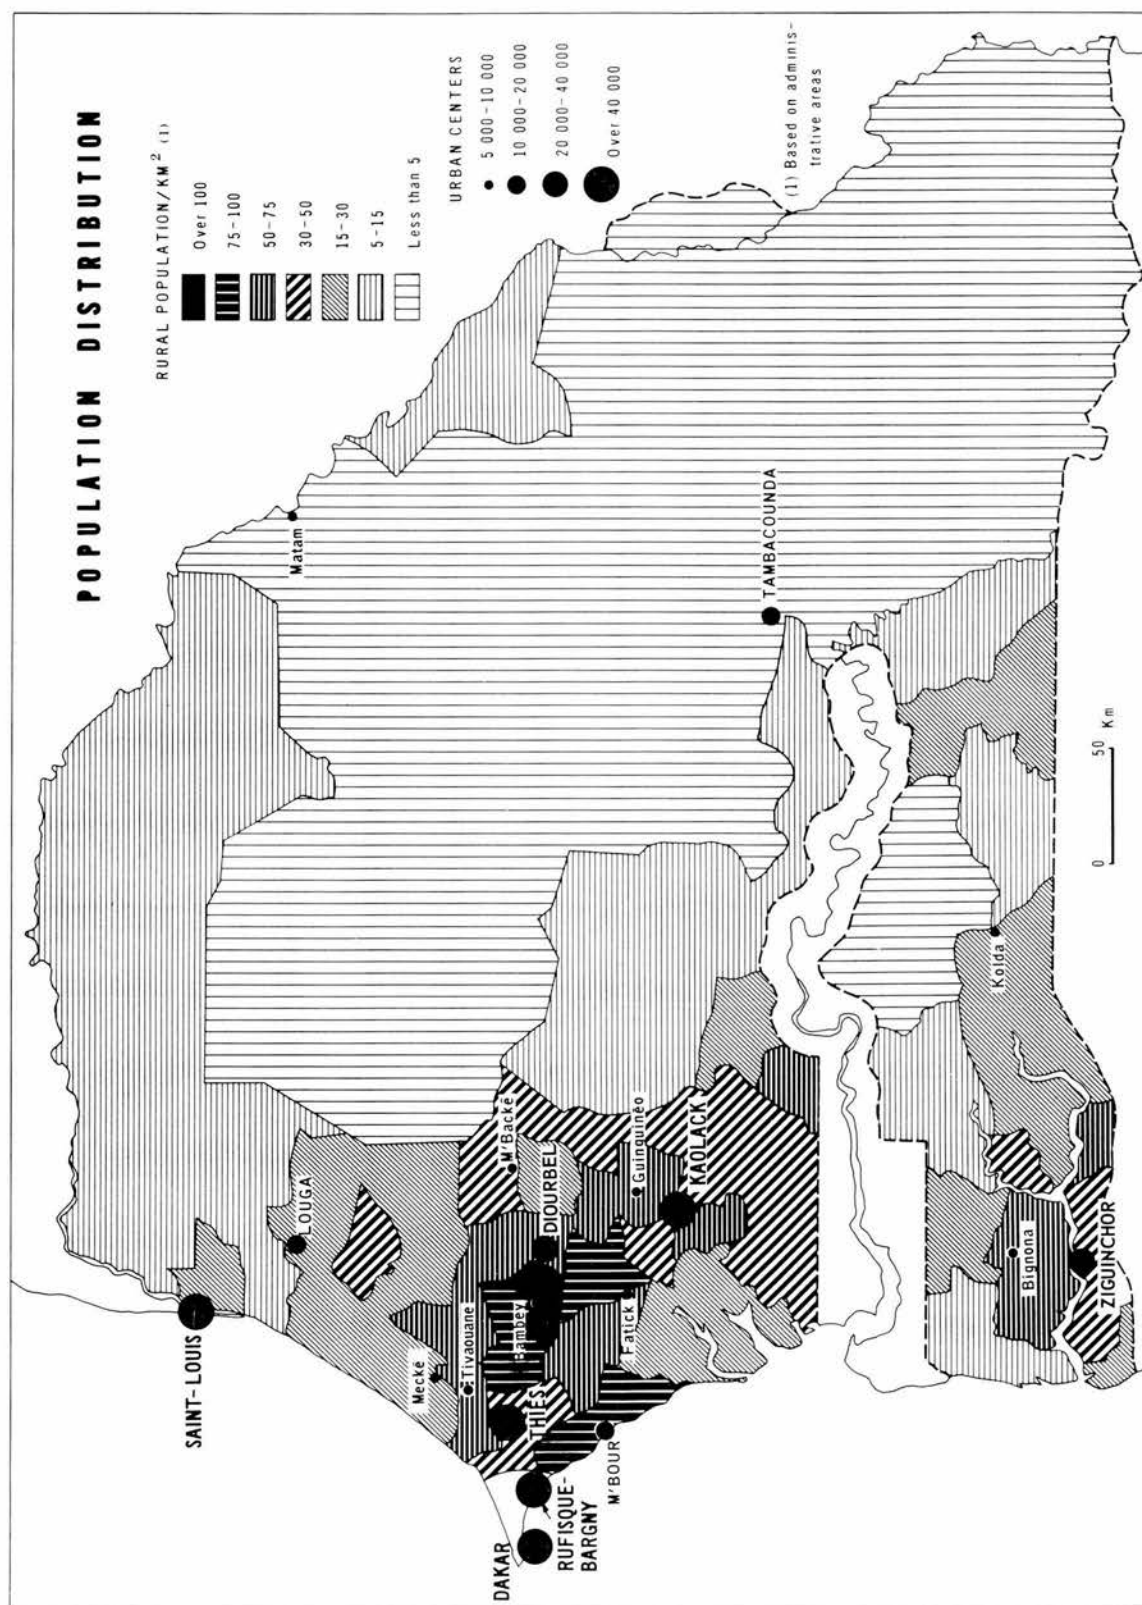 POPULATION DISTRIBUTION
RURAL POPULATION/KM² (1)
Over 100
75-100
50-75
30-50
15-30
5-15
Less than 5
URBAN CENTERS
5 000-10 000
10 000-20 000
20 000-40 000
Over 40 000
(1) Based on adminis-
trative areas
SAINT-LOUIS
LOUGA
Matam
Mecké
Tivaouane
M'Backé
DAKAR
RUFISQUE-
BARGNY
THIÈS
Bambey
DIOURBEL
M'BOUR
Fatick
Guinguinéo
KAOLACK
TAMBACOUNDA
Bignona
Kolda
ZIGUINCHOR
0 50
Km